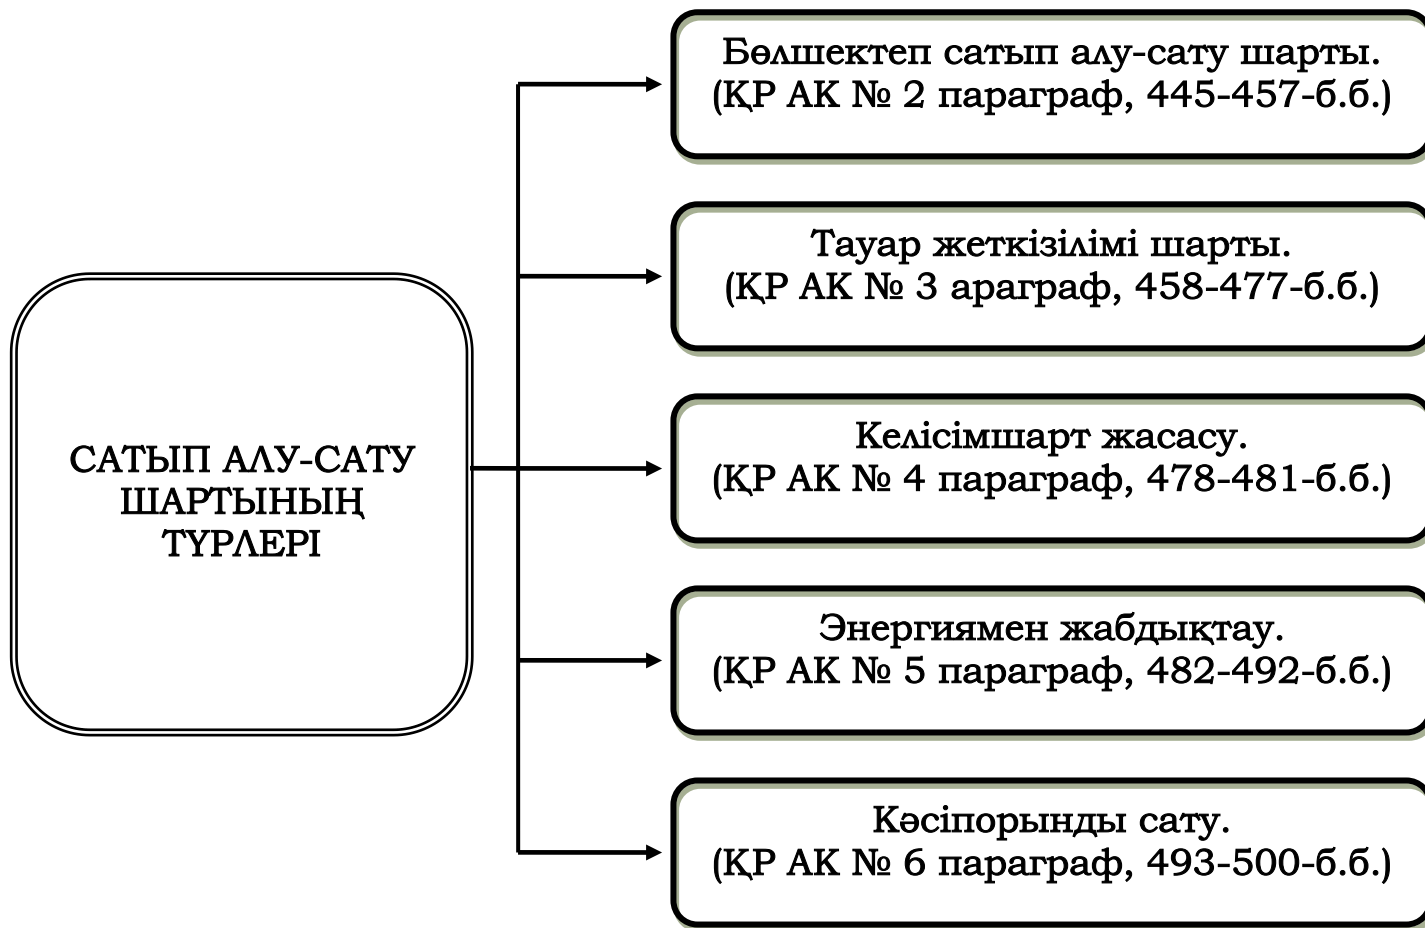 САТЫП АЛУ-САТУ
ШАРТЫНЫҢ
ТҮРЛЕРІ
Бөлшектеп сатып алу-сату шарты.
(ҚР АК № 2 параграф, 445-457-б.б.)
Тауар жеткізілімі шарты.
(ҚР АК № 3 араграф, 458-477-б.б.)
Келісімшарт жасасу.
(ҚР АК № 4 параграф, 478-481-б.б.)
Энергиямен жабдықтау.
(ҚР АК № 5 параграф, 482-492-б.б.)
Кәсіпорынды сату.
(ҚР АК № 6 параграф, 493-500-б.б.)